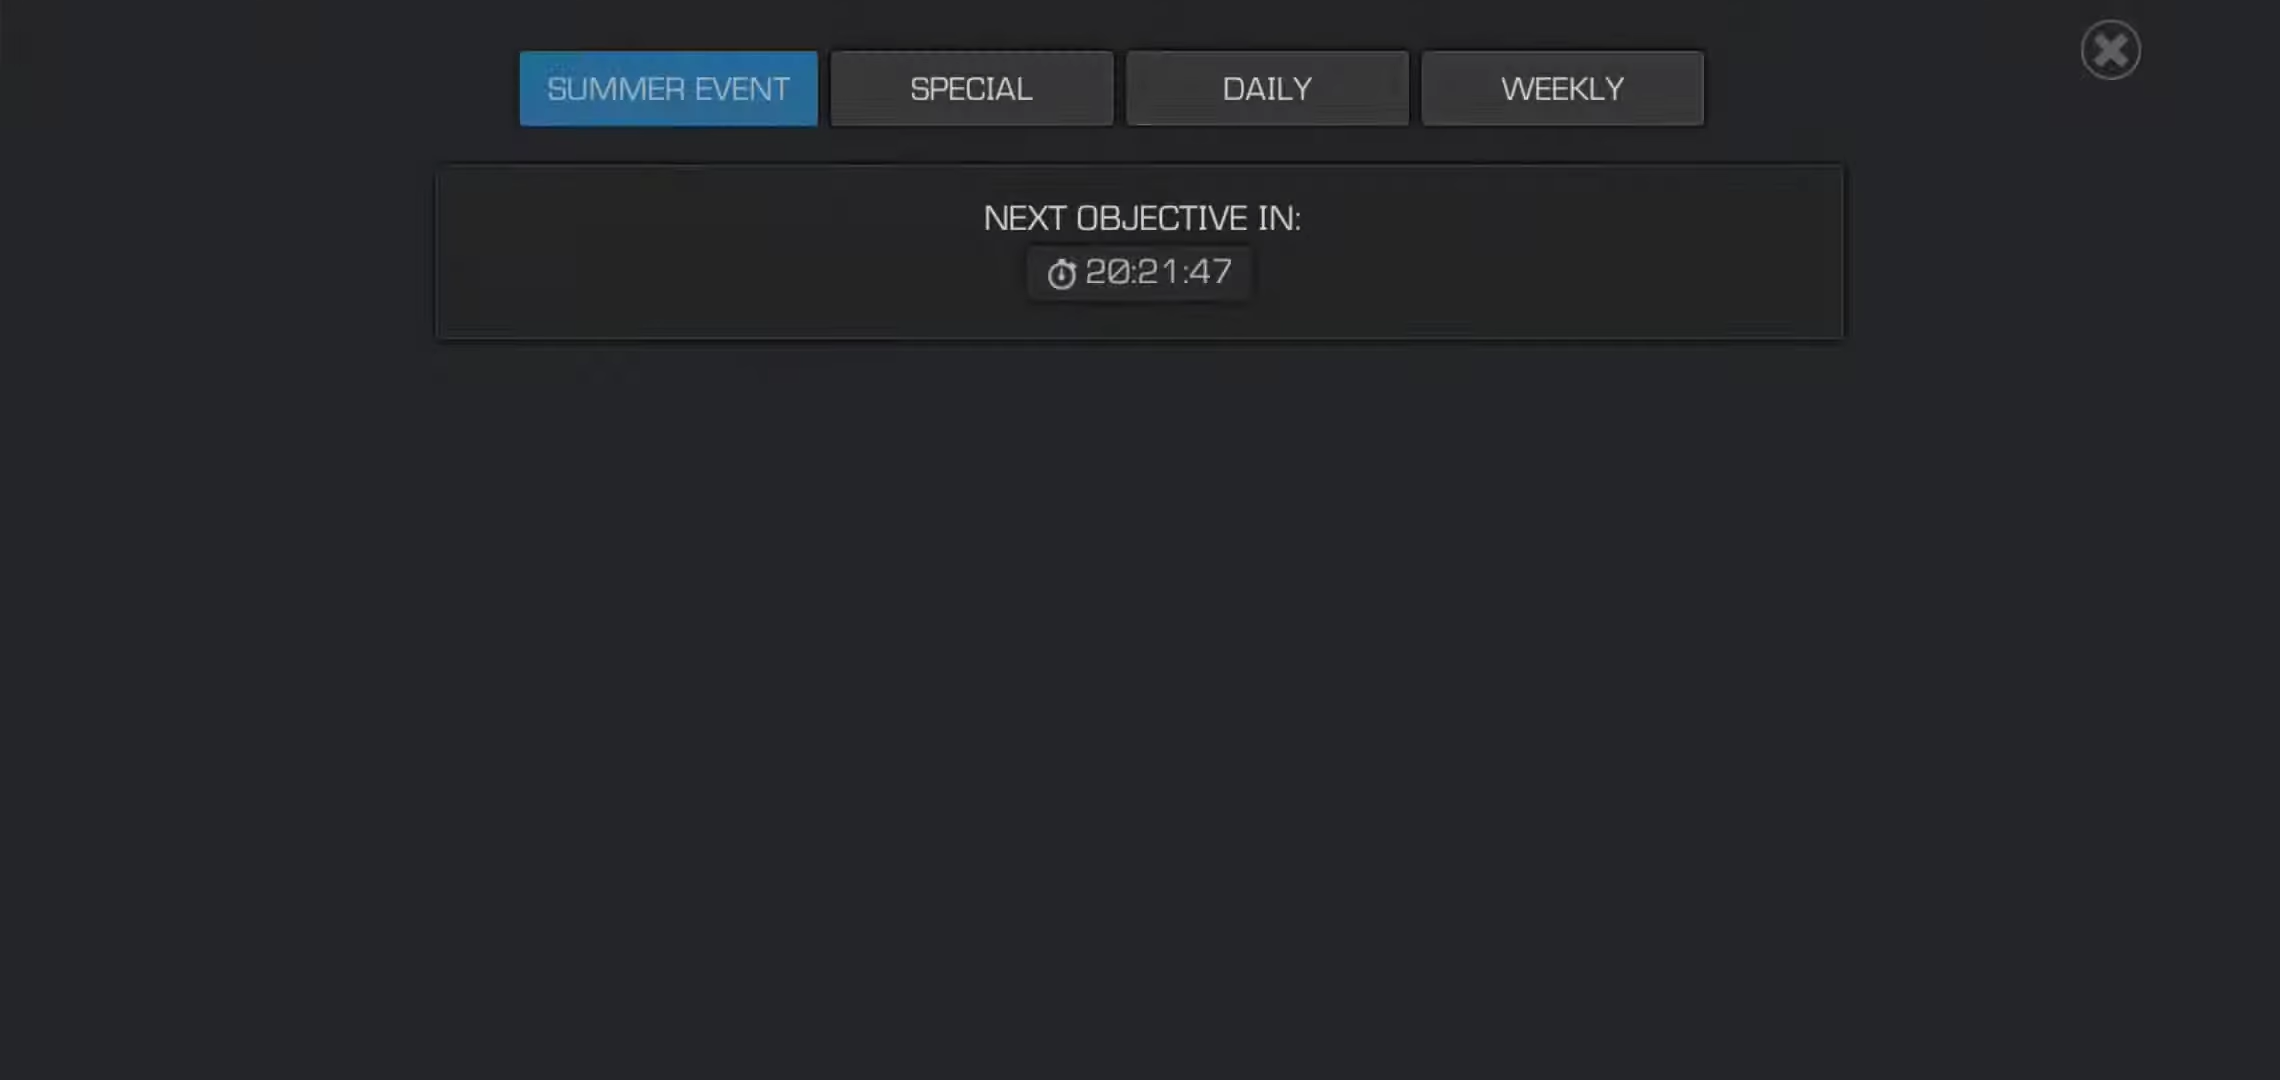 SUMMER EVENT
SPECIAL
DAILY
WEEKLY
NEXT OBJECTIVE IN:
20:21:47